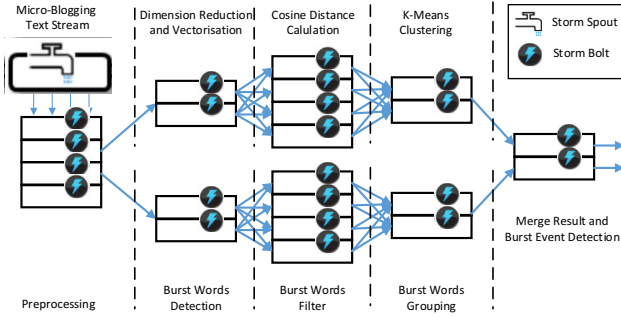 Micro-Blogging
Text Stream
Dimension Reduction
and Vectorisation
Cosine Distance
Calulation
K-Means
Clustering
Storm Spout
Storm Bolt
Merge Result and
Burst Event Detection
Preprocessing
Burst Words
Detection
Burst Words
Filter
Burst Words
Grouping